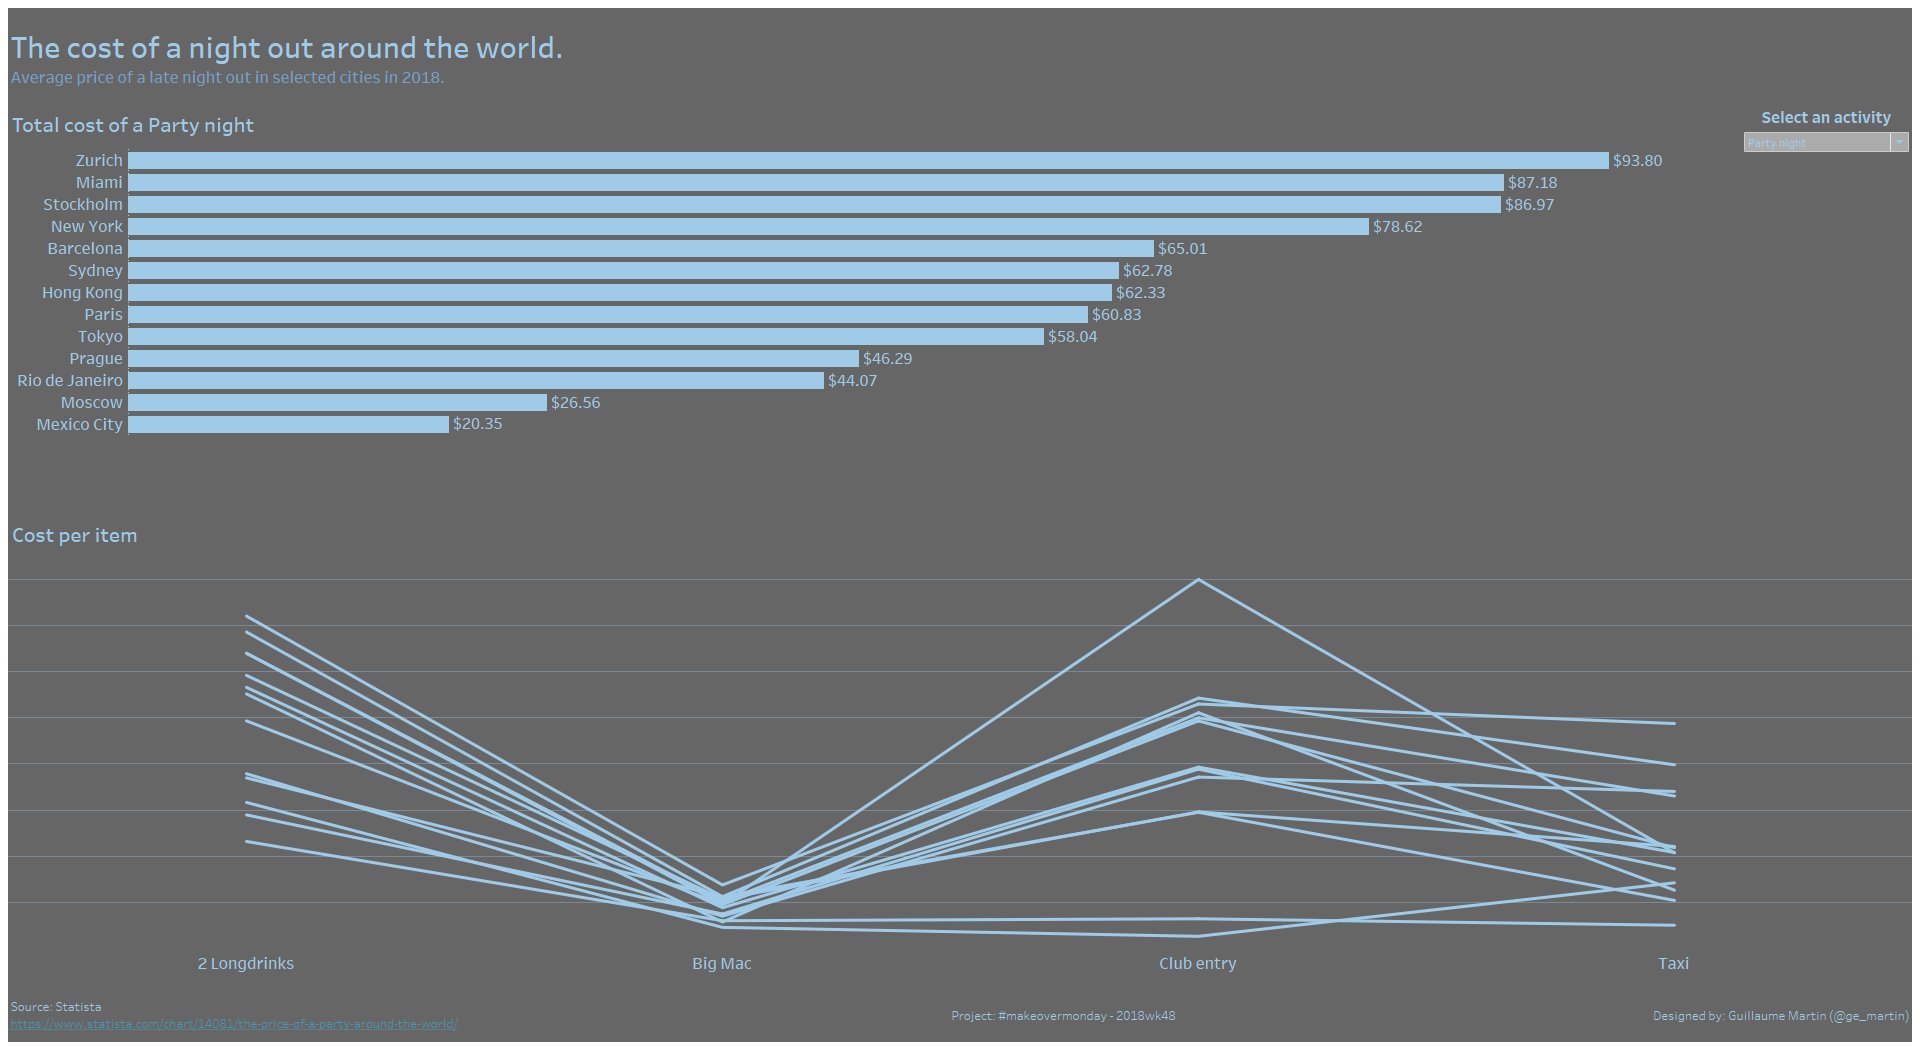 The cost of a night out around the world.
Average price of a late night out in selected cities in 2018.
Total cost of a Party night
Select an activity
Party night
Zurich $93.80
Miami $87.18
Stockholm $86.97
New York $78.62
Barcelona $65.01
Sydney $62.78
Hong Kong $62.33
Paris $60.83
Tokyo $58.04
Prague $46.29
Rio de Janeiro $44.07
Moscow $26.56
Mexico City $20.35
Cost per item
2 Longdrinks Big Mac Club entry Taxi
Source: Statista
https://www.statista.com/chart/14081/the-price-of-a-party-around-the-world/
Project: #makeovermonday - 2018wk48
Designed by: Guillaume Martin (@ge_martin)